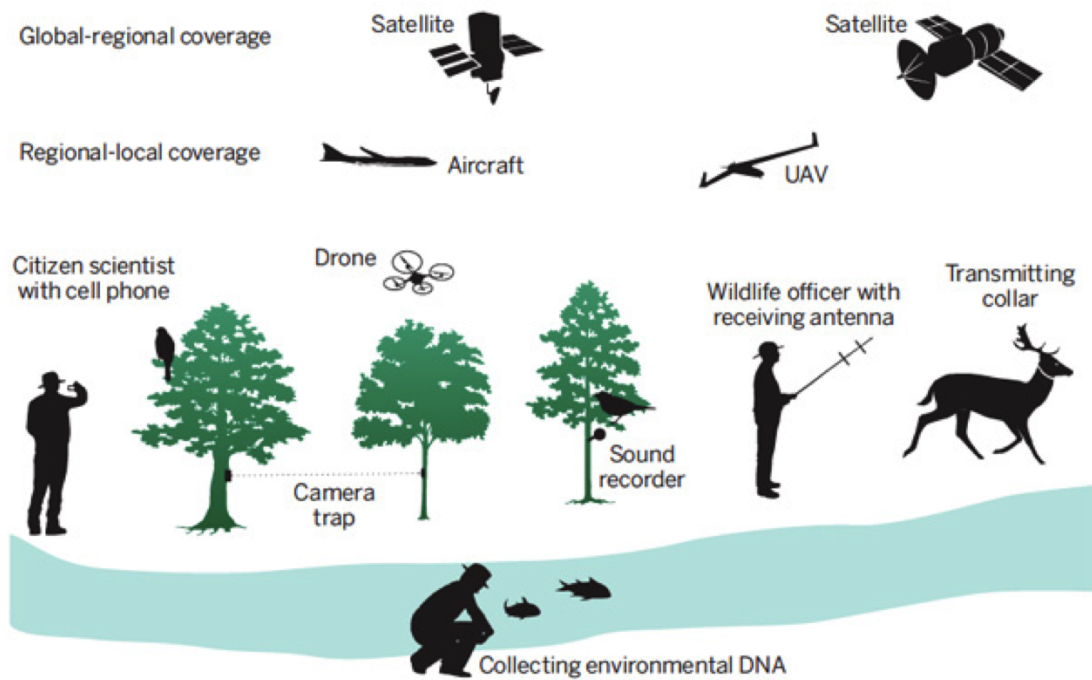 Global-regional coverage
Satellite
Satellite
Regional-local coverage
Aircraft
UAV
Citizen scientist
with cell phone
Drone
Wildlife officer with
receiving antenna
Transmitting
collar
Camera
trap
Sound
recorder
Collecting environmental DNA